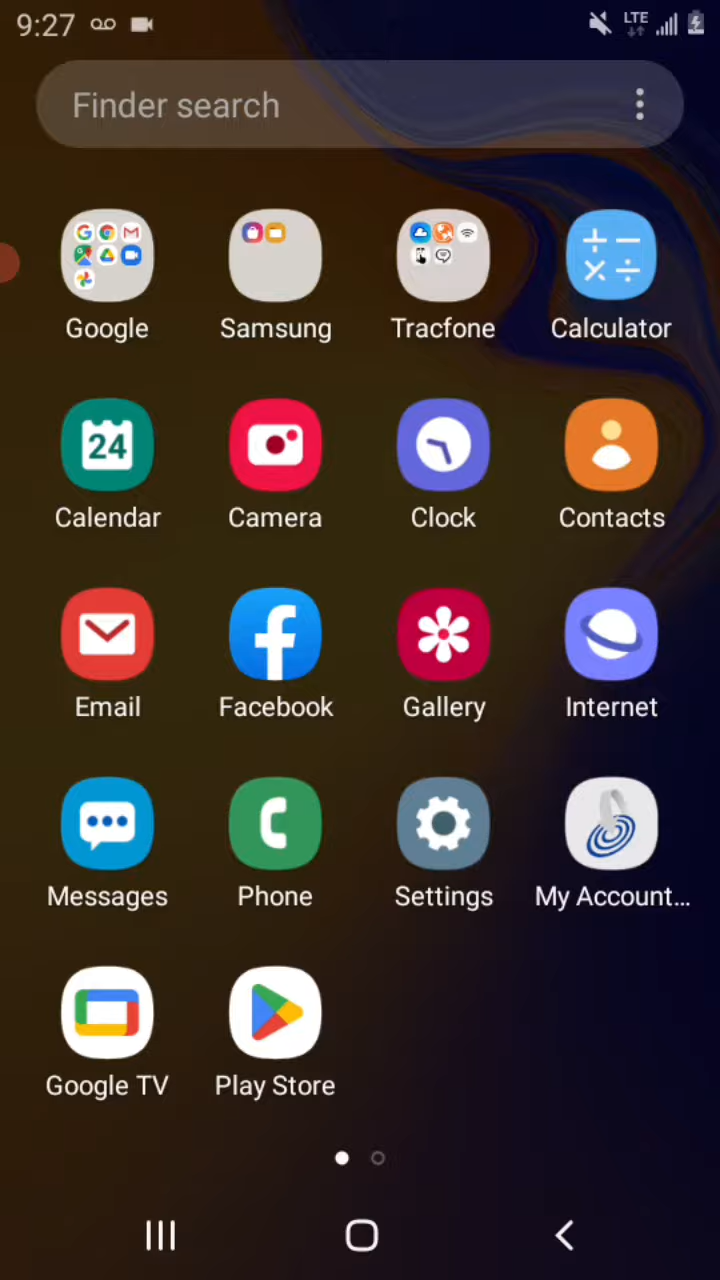 9:27 LTE
Finder search
Google Samsung Tracfone Calculator
24
Calendar Camera Clock Contacts
Email Facebook Gallery Internet
Messages Phone Settings My Account...
Google TV Play Store